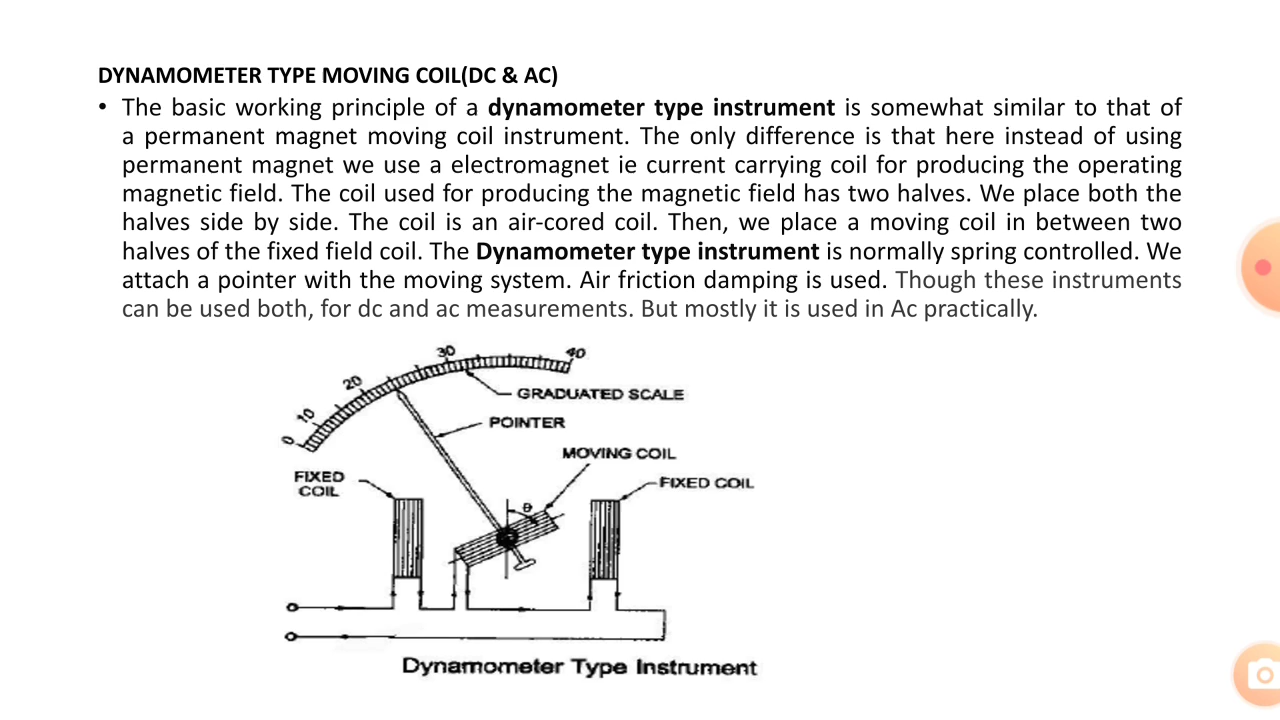 DYNAMOMETER TYPE MOVING COIL(DC & AC)
• The basic working principle of a dynamometer type instrument is somewhat similar to that of
a permanent magnet moving coil instrument. The only difference is that here instead of using
permanent magnet we use a electromagnet ie current carrying coil for producing the operating
magnetic field. The coil used for producing the magnetic field has two halves. We place both the
halves side by side. The coil is an air-cored coil. Then, we place a moving coil in between two
halves of the fixed field coil. The Dynamometer type instrument is normally spring controlled. We
attach a pointer with the moving system. Air friction damping is used. Though these instruments
can be used both, for dc and ac measurements. But mostly it is used in Ac practically.
0
10
20
30
40
GRADUATED SCALE
POINTER
MOVING COIL
FIXED
COIL
FIXED COIL
θ
Dynamometer Type Instrument